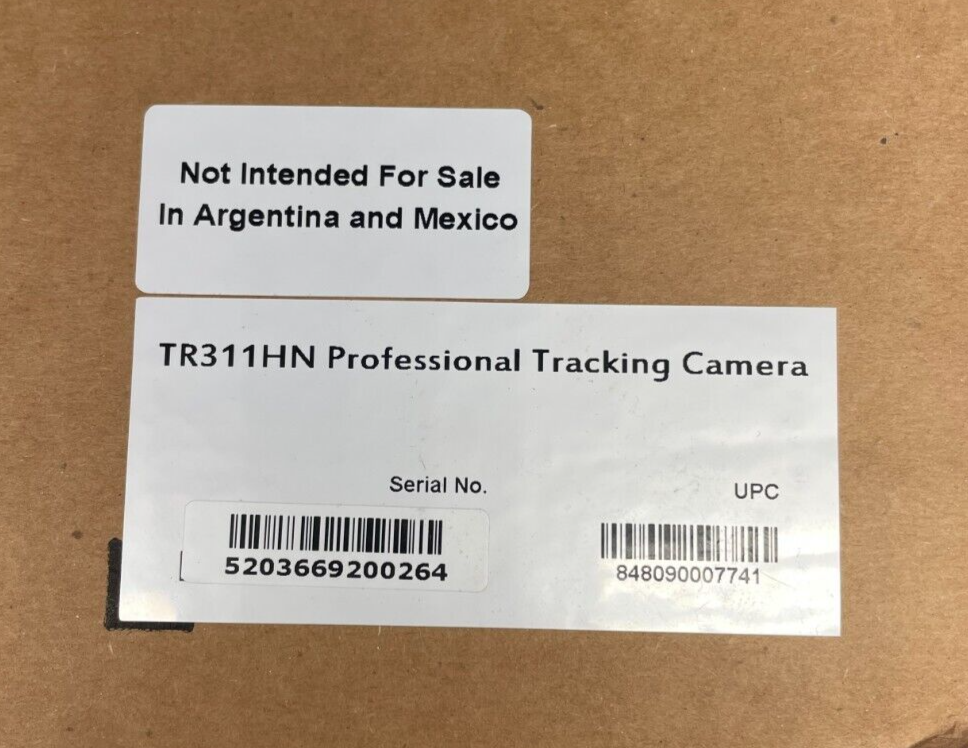 Not Intended For Sale
In Argentina and Mexico
TR311HN Professional Tracking Camera
Serial No.
5203669200264
UPC
848090007741